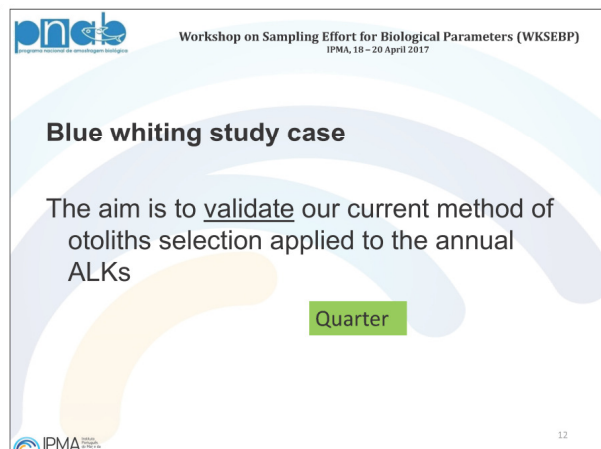 pnab
programa nacional de amostragem biológica
Workshop on Sampling Effort for Biological Parameters (WKSEBP)
IPMA, 18 – 20 April 2017
Blue whiting study case
The aim is to validate our current method of
otoliths selection applied to the annual
ALKs
Quarter
12
IPMA